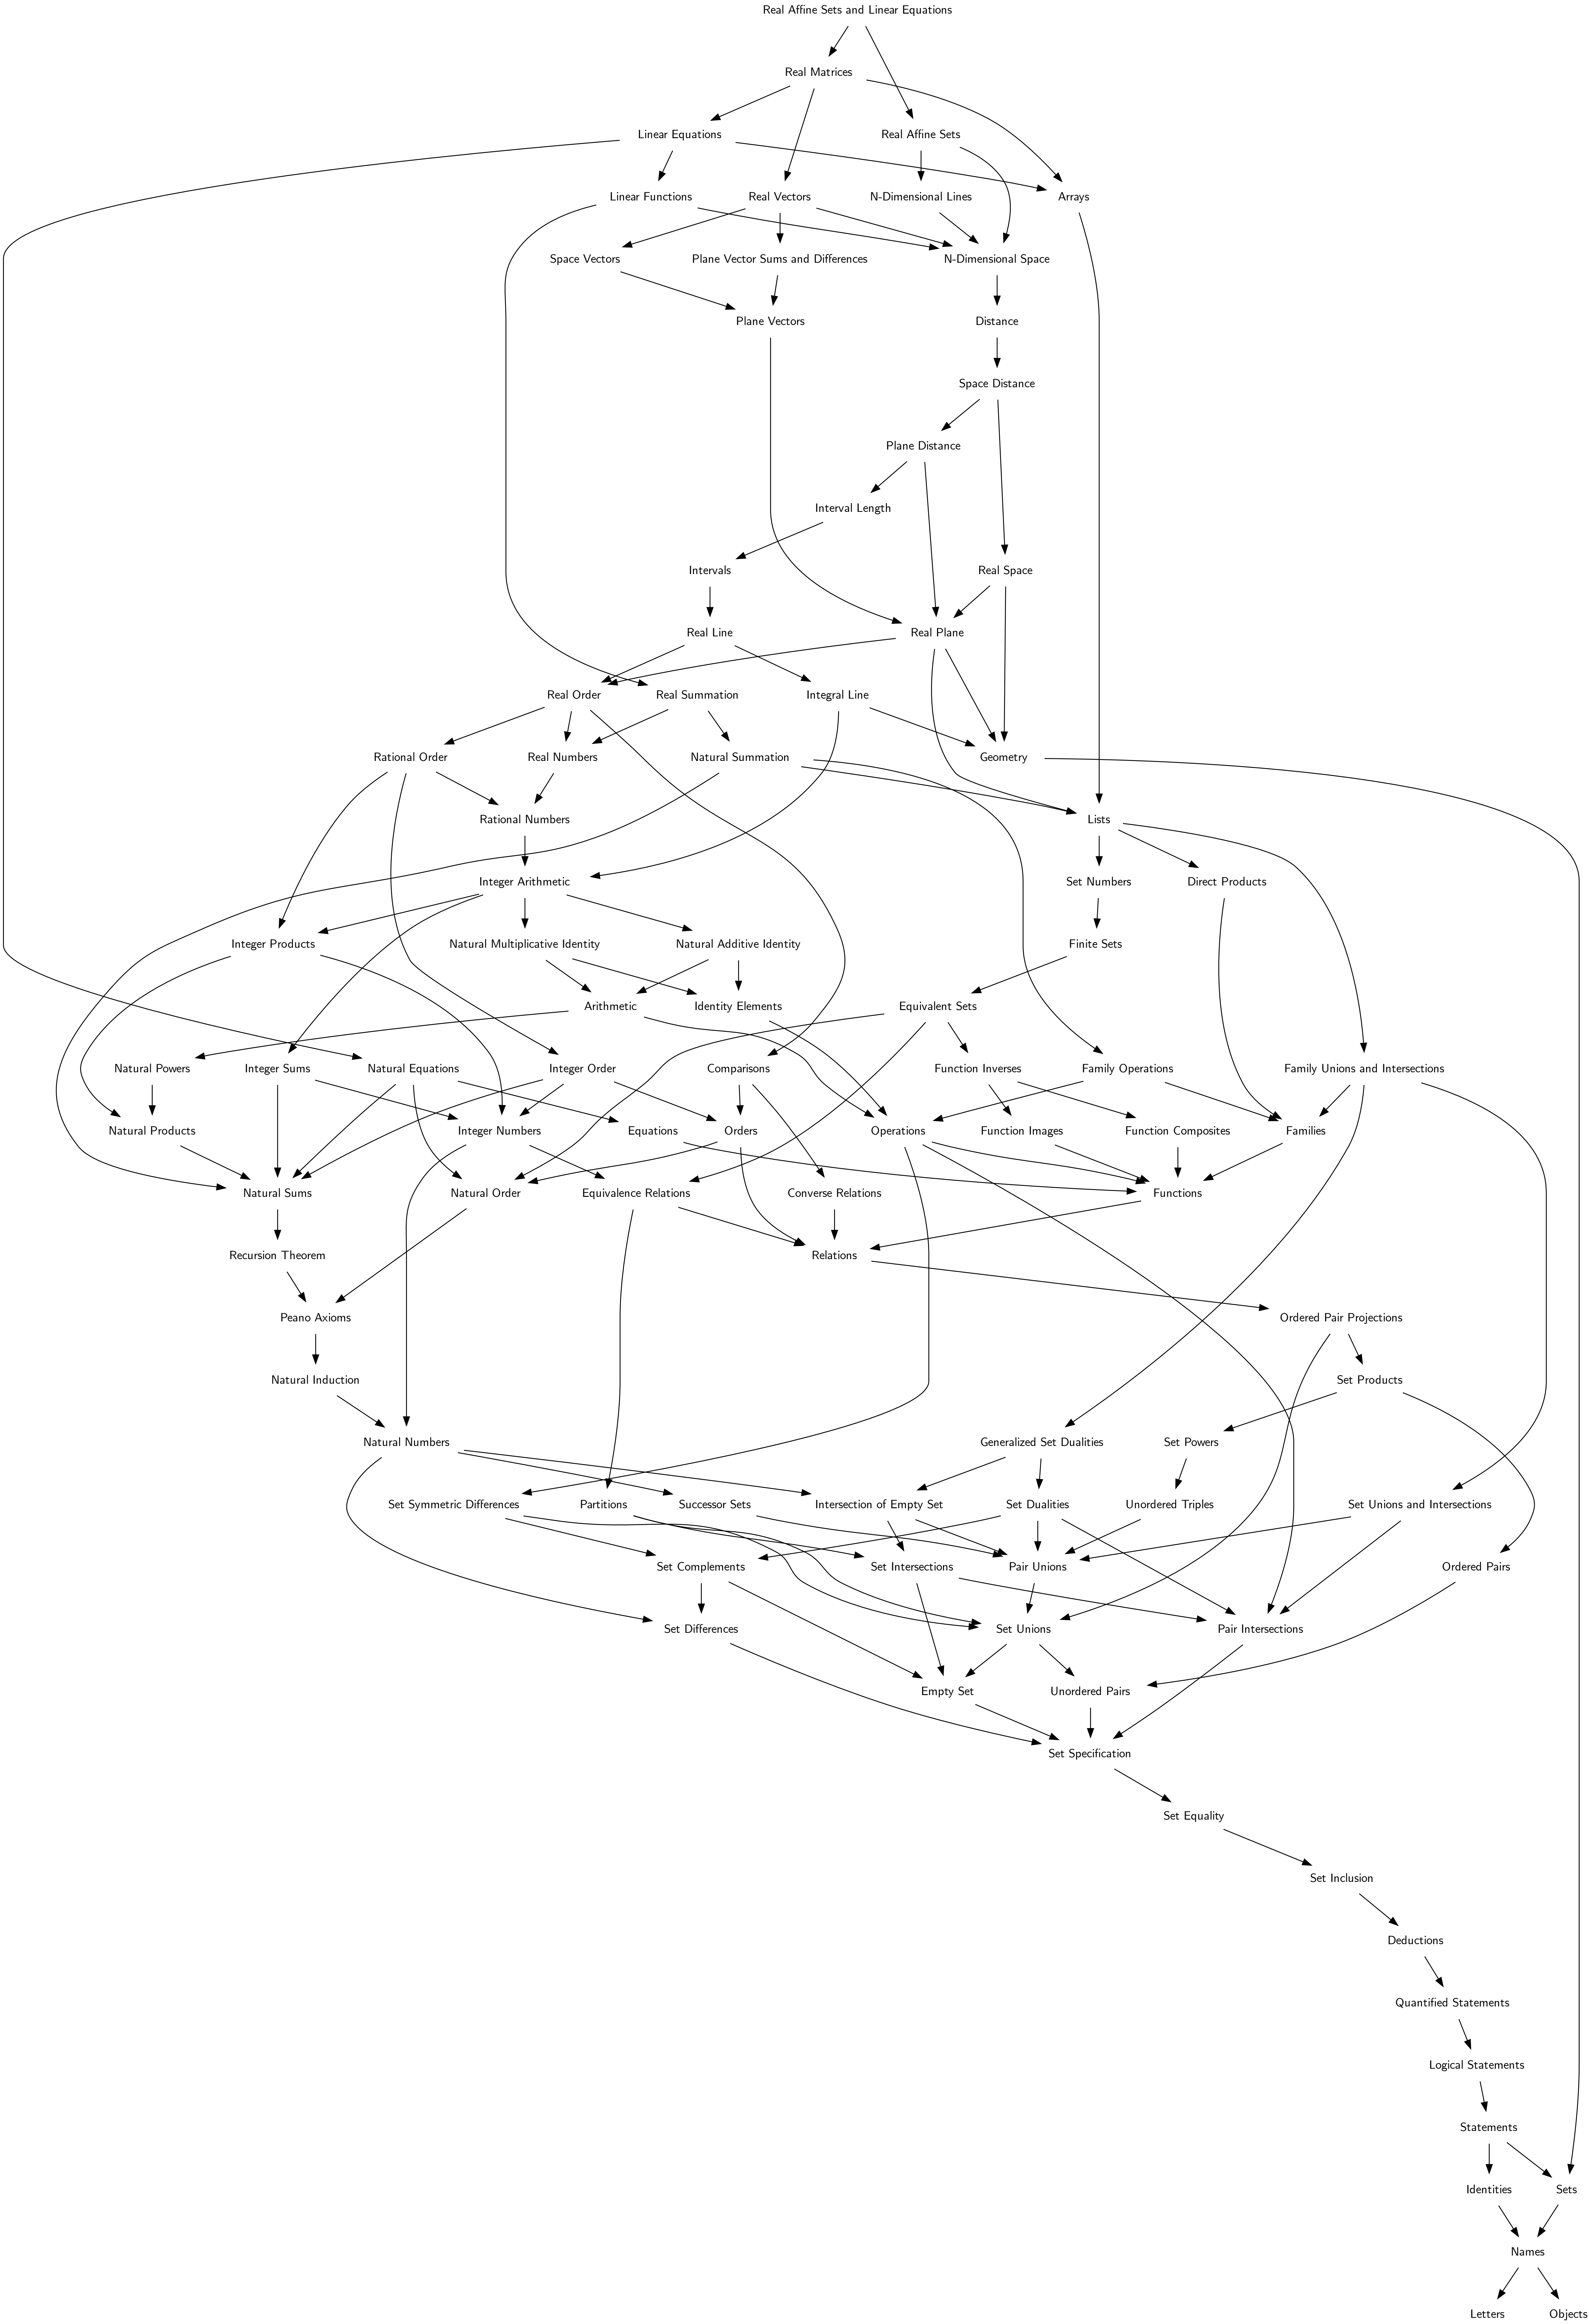 Real Affine Sets and Linear Equations
Real Matrices
Linear Equations
Real Affine Sets
Linear Functions
Real Vectors
N-Dimensional Lines
Arrays
Space Vectors
Plane Vector Sums and Differences
N-Dimensional Space
Plane Vectors
Distance
Space Distance
Plane Distance
Interval Length
Intervals
Real Space
Real Line
Real Plane
Real Order
Real Summation
Integral Line
Rational Order
Real Numbers
Natural Summation
Geometry
Rational Numbers
Lists
Integer Arithmetic
Set Numbers
Direct Products
Integer Products
Natural Multiplicative Identity
Natural Additive Identity
Finite Sets
Arithmetic
Identity Elements
Equivalent Sets
Natural Powers
Integer Sums
Natural Equations
Integer Order
Comparisons
Function Inverses
Family Operations
Family Unions and Intersections
Natural Products
Integer Numbers
Equations
Orders
Operations
Function Images
Function Composites
Families
Natural Sums
Natural Order
Equivalence Relations
Converse Relations
Functions
Recursion Theorem
Relations
Peano Axioms
Ordered Pair Projections
Natural Induction
Set Products
Natural Numbers
Generalized Set Dualities
Set Powers
Set Symmetric Differences
Partitions
Successor Sets
Intersection of Empty Set
Set Dualities
Unordered Triples
Set Unions and Intersections
Set Complements
Set Intersections
Pair Unions
Ordered Pairs
Set Differences
Set Unions
Pair Intersections
Empty Set
Unordered Pairs
Set Specification
Set Equality
Set Inclusion
Deductions
Quantified Statements
Logical Statements
Statements
Identities
Sets
Names
Letters
Objects